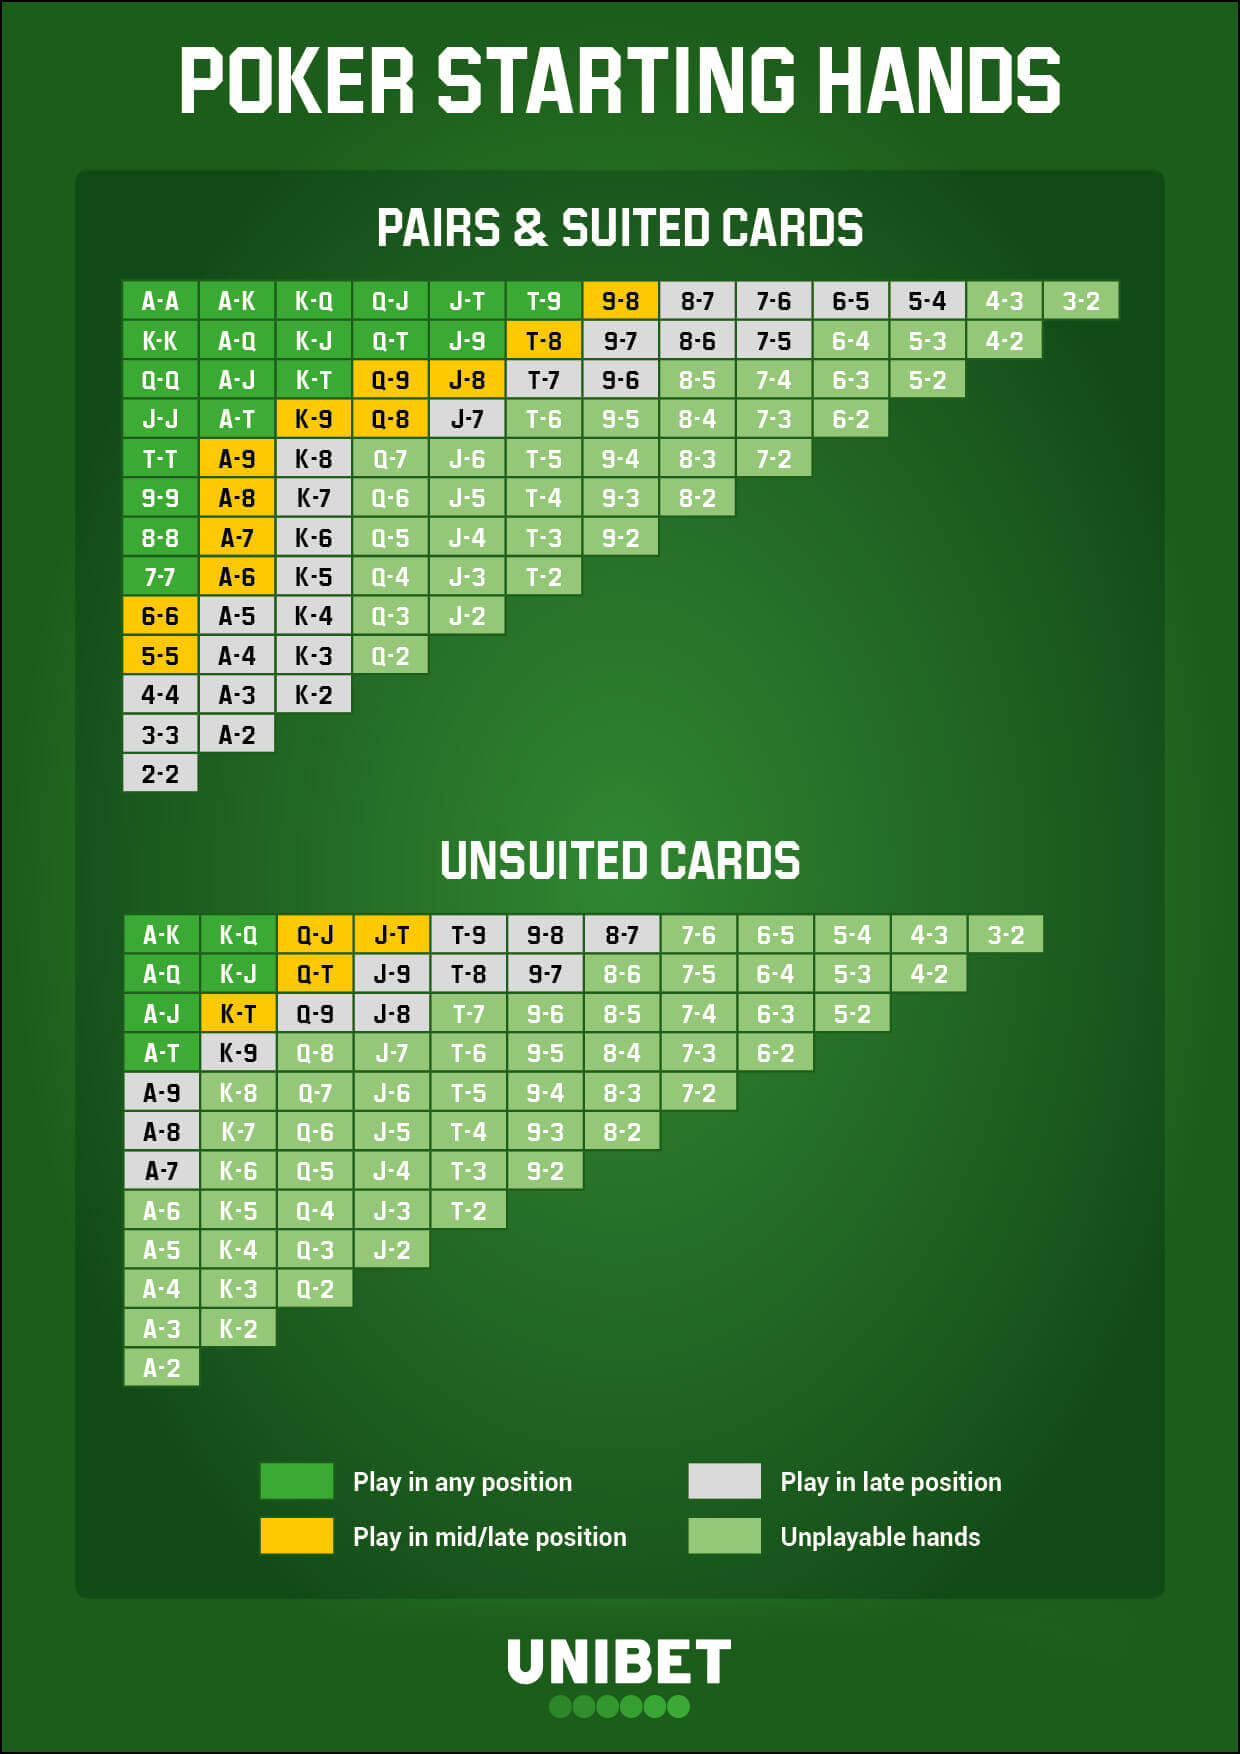 POKER STARTING HANDS
PAIRS & SUITED CARDS
A-A A-K K-Q Q-J J-T T-9 9-8 8-7 7-6 6-5 5-4 4-3 3-2
K-K A-Q K-J Q-T J-9 T-8 9-7 8-6 7-5 6-4 5-3 4-2
Q-Q A-J K-T Q-9 J-8 T-7 9-6 8-5 7-4 6-3 5-2
J-J A-T K-9 Q-8 J-7 T-6 9-5 8-4 7-3 6-2
T-T A-9 K-8 Q-7 J-6 T-5 9-4 8-3 7-2
9-9 A-8 K-7 Q-6 J-5 T-4 9-3 8-2
8-8 A-7 K-6 Q-5 J-4 T-3 9-2
7-7 A-6 K-5 Q-4 J-3 T-2
6-6 A-5 K-4 Q-3 J-2
5-5 A-4 K-3 Q-2
4-4 A-3 K-2
3-3 A-2
2-2
UNSUITED CARDS
A-K K-Q Q-J J-T T-9 9-8 8-7 7-6 6-5 5-4 4-3 3-2
A-Q K-J Q-T J-9 T-8 9-7 8-6 7-5 6-4 5-3 4-2
A-J K-T Q-9 J-8 T-7 9-6 8-5 7-4 6-3 5-2
A-T K-9 Q-8 J-7 T-6 9-5 8-4 7-3 6-2
A-9 K-8 Q-7 J-6 T-5 9-4 8-3 7-2
A-8 K-7 Q-6 J-5 T-4 9-3 8-2
A-7 K-6 Q-5 J-4 T-3 9-2
A-6 K-5 Q-4 J-3 T-2
A-5 K-4 Q-3 J-2
A-4 K-3 Q-2
A-3 K-2
A-2
Play in any position Play in late position
Play in mid/late position Unplayable hands
UNIBET